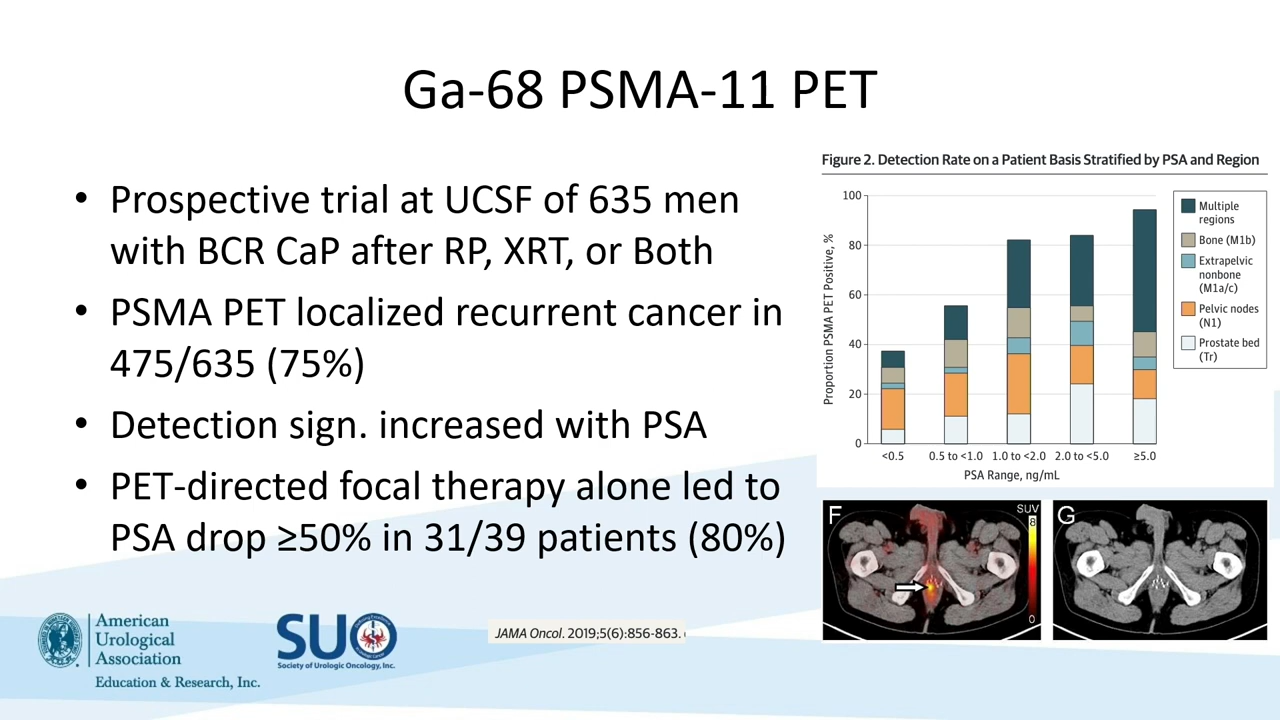 Ga-68 PSMA-11 PET
• Prospective trial at UCSF of 635 men
with BCR CaP after RP, XRT, or Both
• PSMA PET localized recurrent cancer in
475/635 (75%)
• Detection sign. increased with PSA
• PET-directed focal therapy alone led to
PSA drop ≥50% in 31/39 patients (80%)
Figure 2. Detection Rate on a Patient Basis Stratified by PSA and Region
Proportion PSMA PET Positive, %
100
80
60
40
20
0
<0.5
0.5 to <1.0
1.0 to <2.0
2.0 to <5.0
≥5.0
PSA Range, ng/mL
Multiple
regions
Bone (M1b)
Extrapelvic
nonbone
(M1a/c)
Pelvic nodes
(N1)
Prostate bed
(Tr)
F
SUV
8
0
G
American
Urological
Association
Education & Research, Inc.
SUO
Society of Urologic Oncology, Inc.
JAMA Oncol. 2019;5(6):856-863.